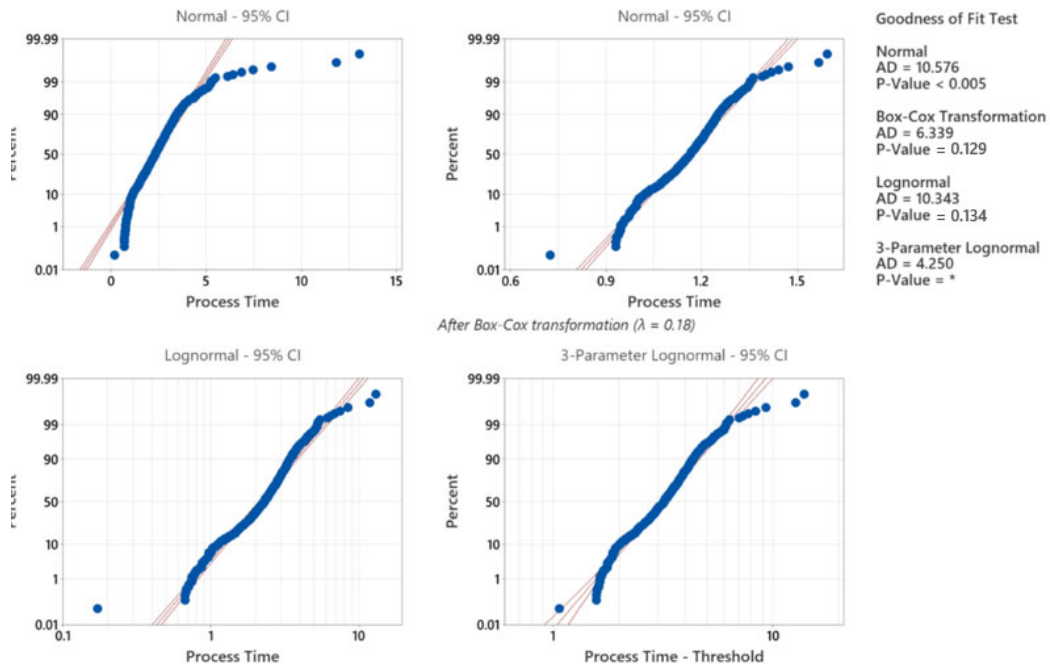 Normal - 95% CI
99.99
99
90
50
10
1
0.01
0
5
10
15
Process Time
Normal - 95% CI
99.99
99
90
50
10
1
0.01
Percent
0.6
0.9
1.2
1.5
Process Time
After Box-Cox transformation (λ = 0.18)
Goodness of Fit Test
Normal
AD = 10.576
P-Value < 0.005
Box-Cox Transformation
AD = 6.339
P-Value = 0.129
Lognormal
AD = 10.343
P-Value = 0.134
3-Parameter Lognormal
AD = 4.250
P-Value = *
Lognormal - 95% CI
99.99
99
90
50
10
1
0.01
0.1
1
10
Process Time
3-Parameter Lognormal - 95% CI
99.99
99
90
50
10
1
0.01
Percent
1
10
Process Time - Threshold